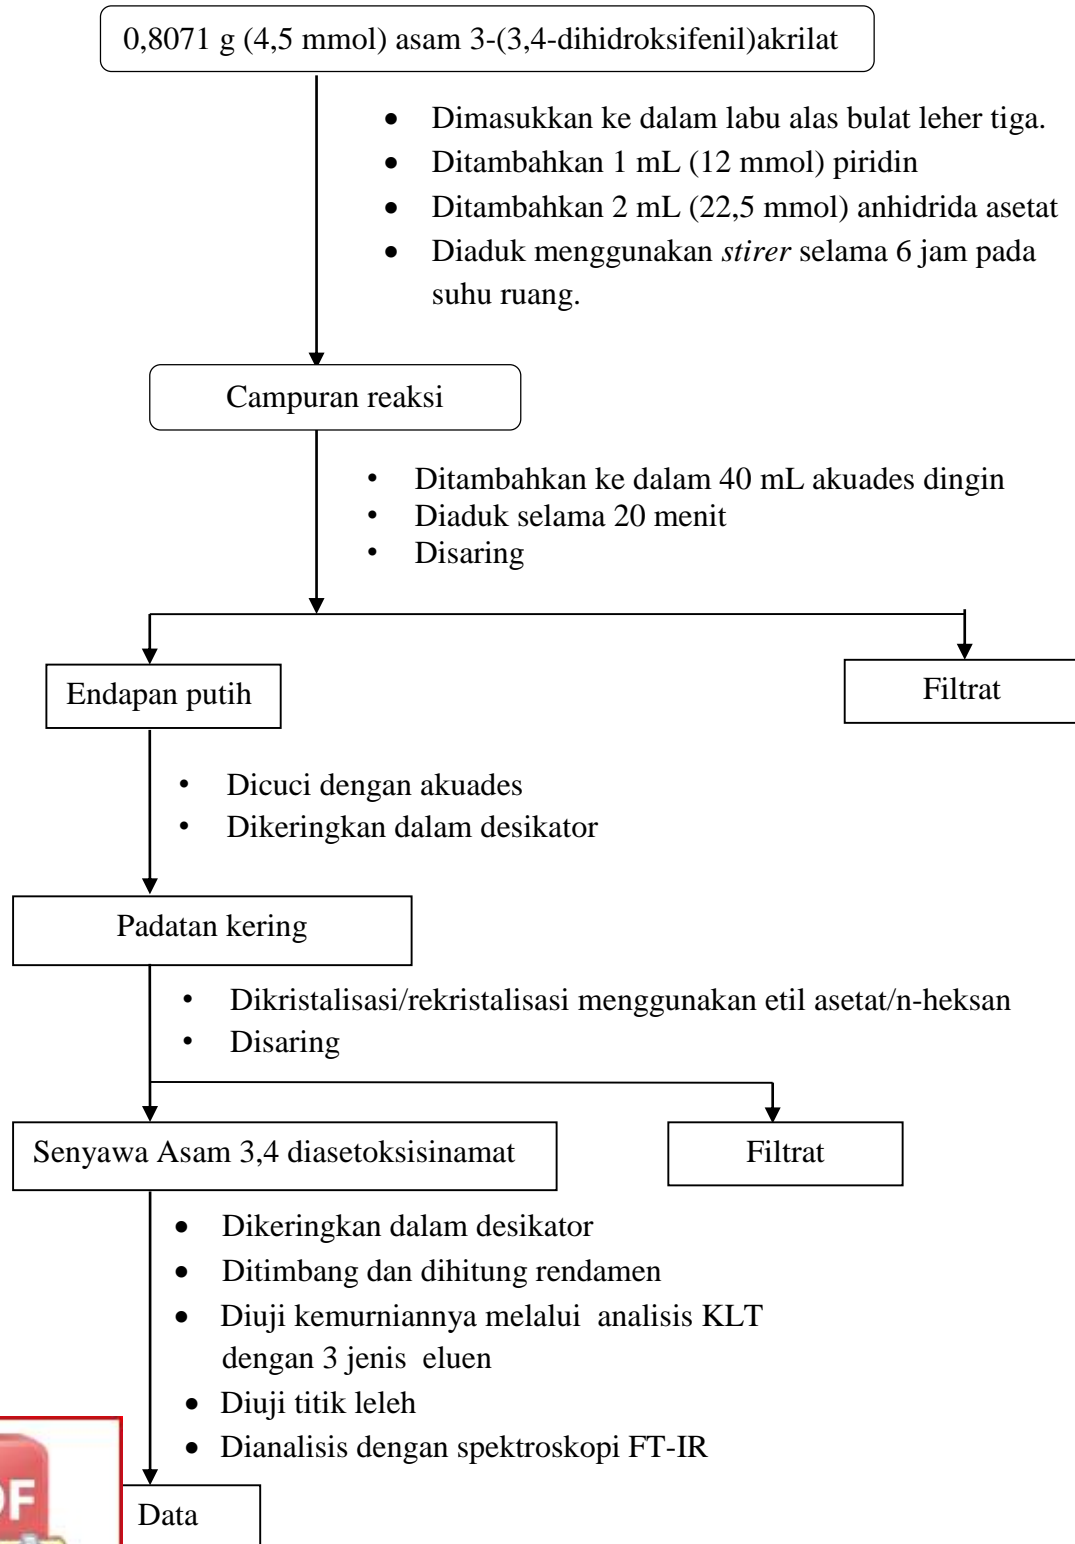 0,8071 g (4,5 mmol) asam 3-(3,4-dihidroksifenil)akrilat
• Dimasukkan ke dalam labu alas bulat leher tiga.
• Ditambahkan 1 mL (12 mmol) piridin
• Ditambahkan 2 mL (22,5 mmol) anhidrida asetat
• Diaduk menggunakan stirer selama 6 jam pada
suhu ruang.
Campuran reaksi
• Ditambahkan ke dalam 40 mL akuades dingin
• Diaduk selama 20 menit
• Disaring
Endapan putih
Filtrat
• Dicuci dengan akuades
• Dikeringkan dalam desikator
Padatan kering
• Dikristalisasi/rekristalisasi menggunakan etil asetat/n-heksan
• Disaring
Senyawa Asam 3,4 diasetoksisinamat
Filtrat
• Dikeringkan dalam desikator
• Ditimbang dan dihitung rendamen
• Diuji kemurniannya melalui analisis KLT
dengan 3 jenis eluen
• Diuji titik leleh
• Dianalisis dengan spektroskopi FT-IR
Data